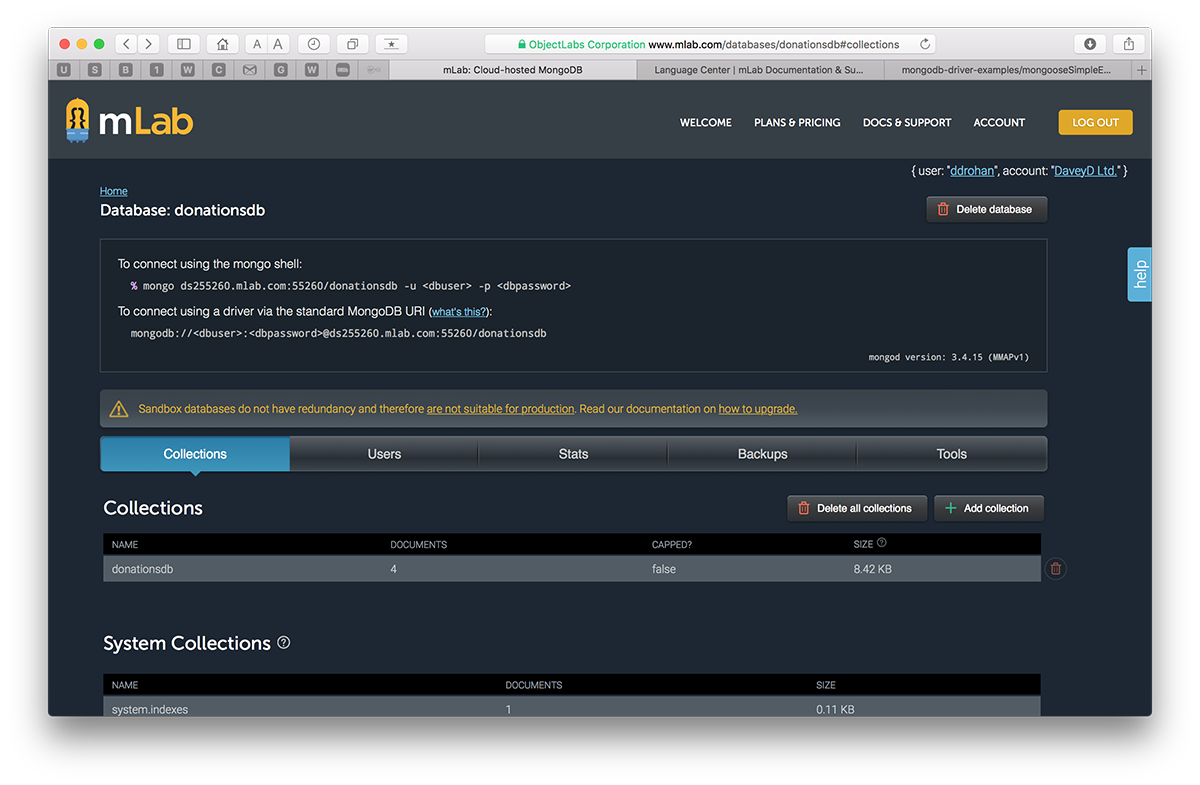 A A
ObjectLabs Corporation www.mlab.com/databases/donationsdb#collections
U S B 1 W C G W
mLab: Cloud-hosted MongoDB
Language Center | mLab Documentation & Su...
mongodb-driver-examples/mongooseSimpleE...
mLab
WELCOME PLANS & PRICING DOCS & SUPPORT ACCOUNT LOG OUT
{ user: "ddrohan", account: "DaveyD Ltd." }
Home
Database: donationsdb
Delete database
help
To connect using the mongo shell:
% mongo ds255260.mlab.com:55260/donationsdb -u <dbuser> -p <dbpassword>
To connect using a driver via the standard MongoDB URI (what's this?):
mongodb://<dbuser>:<dbpassword>@ds255260.mlab.com:55260/donationsdb
mongod version: 3.4.15 (MMAPv1)
Sandbox databases do not have redundancy and therefore are not suitable for production. Read our documentation on how to upgrade.
Collections Users Stats Backups Tools
Collections
Delete all collections
Add collection
NAME DOCUMENTS CAPPED? SIZE ?
donationsdb 4 false 8.42 KB
System Collections ?
NAME DOCUMENTS SIZE
system.indexes 1 0.11 KB